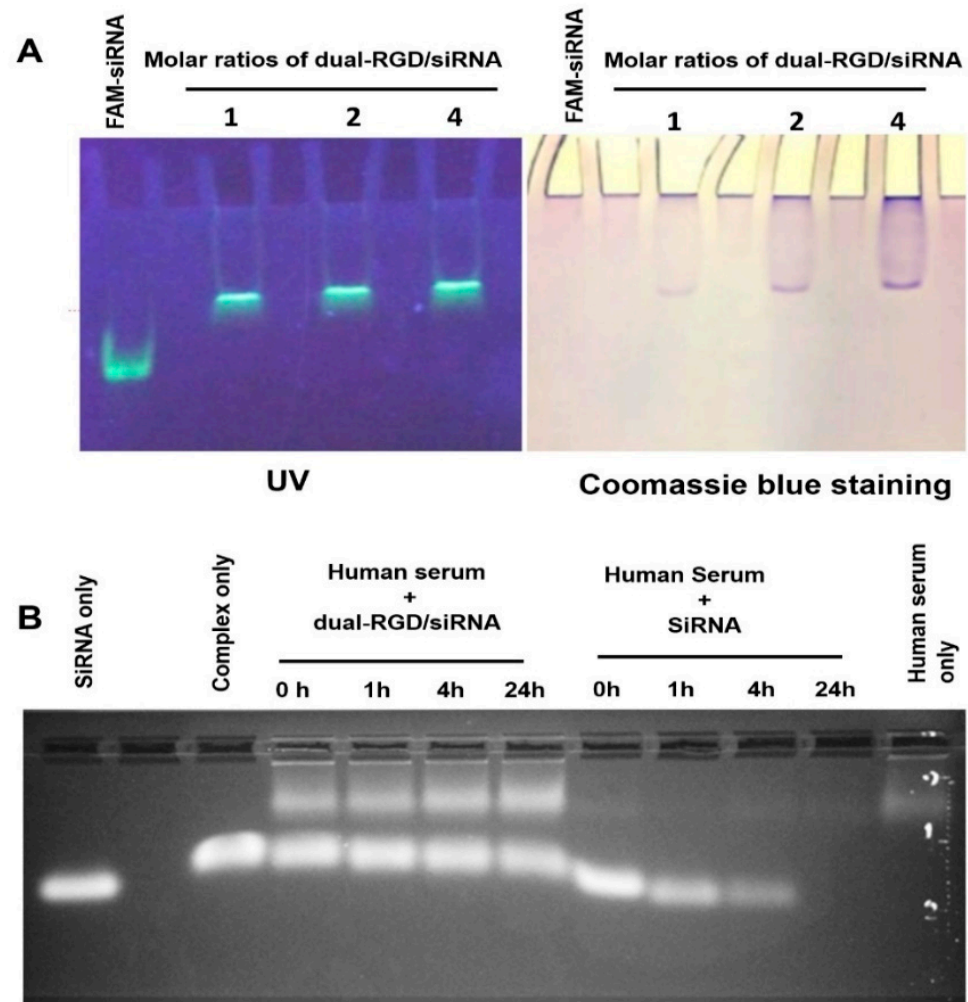 A
FAM-siRNA
Molar ratios of dual-RGD/siRNA
1 2 4
FAM-siRNA
Molar ratios of dual-RGD/siRNA
1 2 4
UV
Coomassie blue staining
B
SiRNA only
Complex only
Human serum
+
dual-RGD/siRNA
0 h 1h 4h 24h
Human Serum
+
SiRNA
0h 1h 4h 24h
Human serum
only